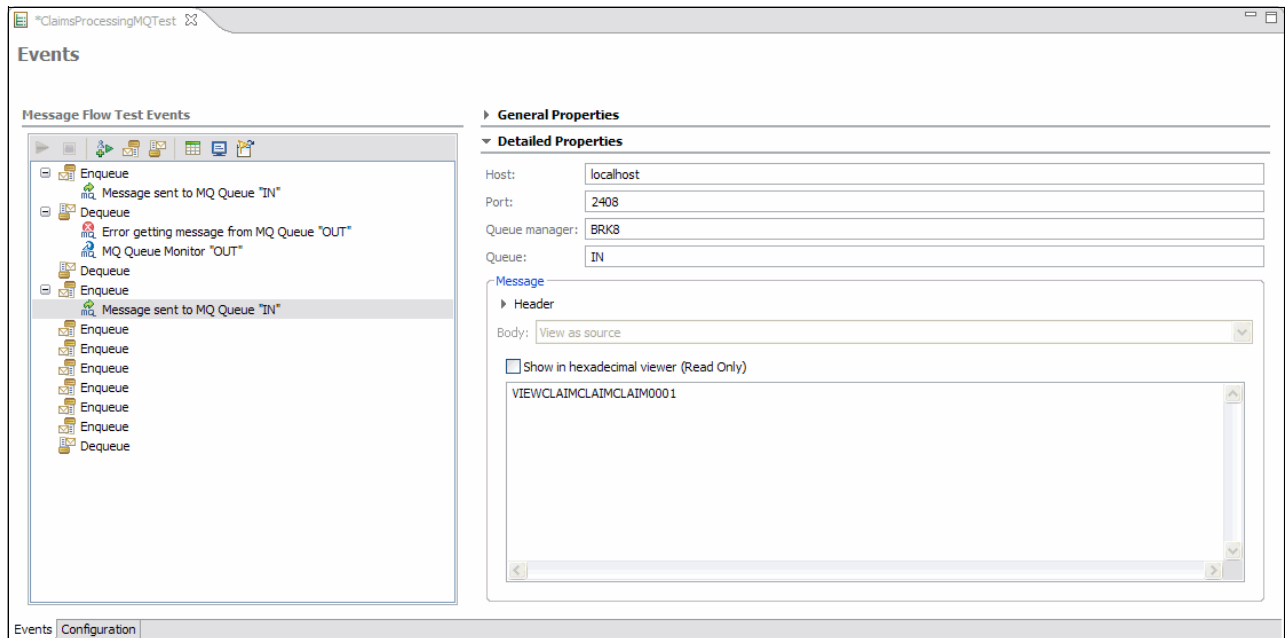 *ClaimsProcessingMQTest
Events
Message Flow Test Events
Enqueue
Message sent to MQ Queue "IN"
Dequeue
Error getting message from MQ Queue "OUT"
MQ Queue Monitor "OUT"
Dequeue
Enqueue
Message sent to MQ Queue "IN"
Enqueue
Enqueue
Enqueue
Enqueue
Enqueue
Enqueue
Dequeue
General Properties
Detailed Properties
Host: localhost
Port: 2408
Queue manager: BRK8
Queue: IN
Message
Header
Body: View as source
Show in hexadecimal viewer (Read Only)
VIEWCLAIMCLAIMCLAIM0001
Events Configuration